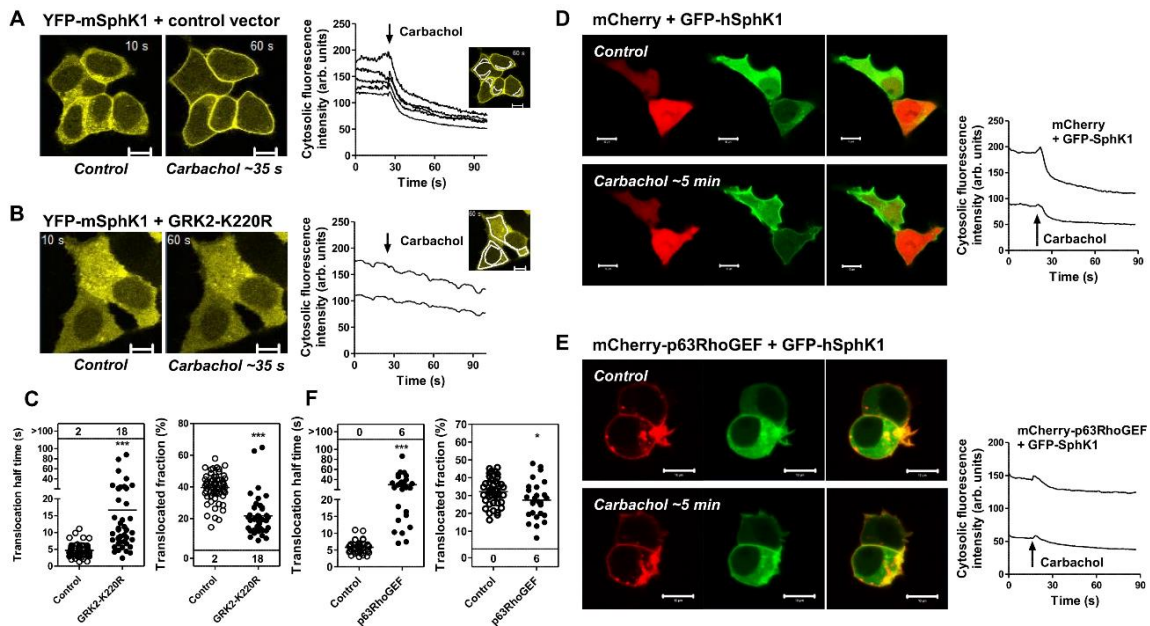 A
YFP-mSphK1 + control vector
10 s
60 s
Control
Carbachol ~35 s
Cytosolic fluorescence
intensity (arb. units)
250
200
150
100
50
0
Carbachol
60 s
0
30
60
90
Time (s)
B
YFP-mSphK1 + GRK2-K220R
10 s
60 s
Control
Carbachol ~35 s
Cytosolic fluorescence
intensity (arb. units)
250
200
150
100
50
0
Carbachol
0
30
60
90
Time (s)
C
Translocation half time (s)
>100
100
80
60
40
20
20
15
10
5
0
2
18
***
Control
GRK2-K220R
Translocated fraction (%)
80
60
40
20
0
***
2
18
Control
GRK2-K220R
F
Translocation half time (s)
>100
100
80
60
40
20
20
15
10
5
0
0
6
***
Control
p63RhoGEF
Translocated fraction (%)
70
60
50
40
30
20
10
0
*
0
6
Control
p63RhoGEF
D
mCherry + GFP-hSphK1
Control
Carbachol ~5 min
mCherry
+ GFP-SphK1
Cytosolic fluorescence
intensity (arb. units)
250
200
150
100
50
0
Carbachol
0
30
60
90
Time (s)
E
mCherry-p63RhoGEF + GFP-hSphK1
Control
Carbachol ~5 min
mCherry-p63RhoGEF
+ GFP-SphK1
Cytosolic fluorescence
intensity (arb. units)
200
150
100
50
0
Carbachol
0
30
60
90
Time (s)